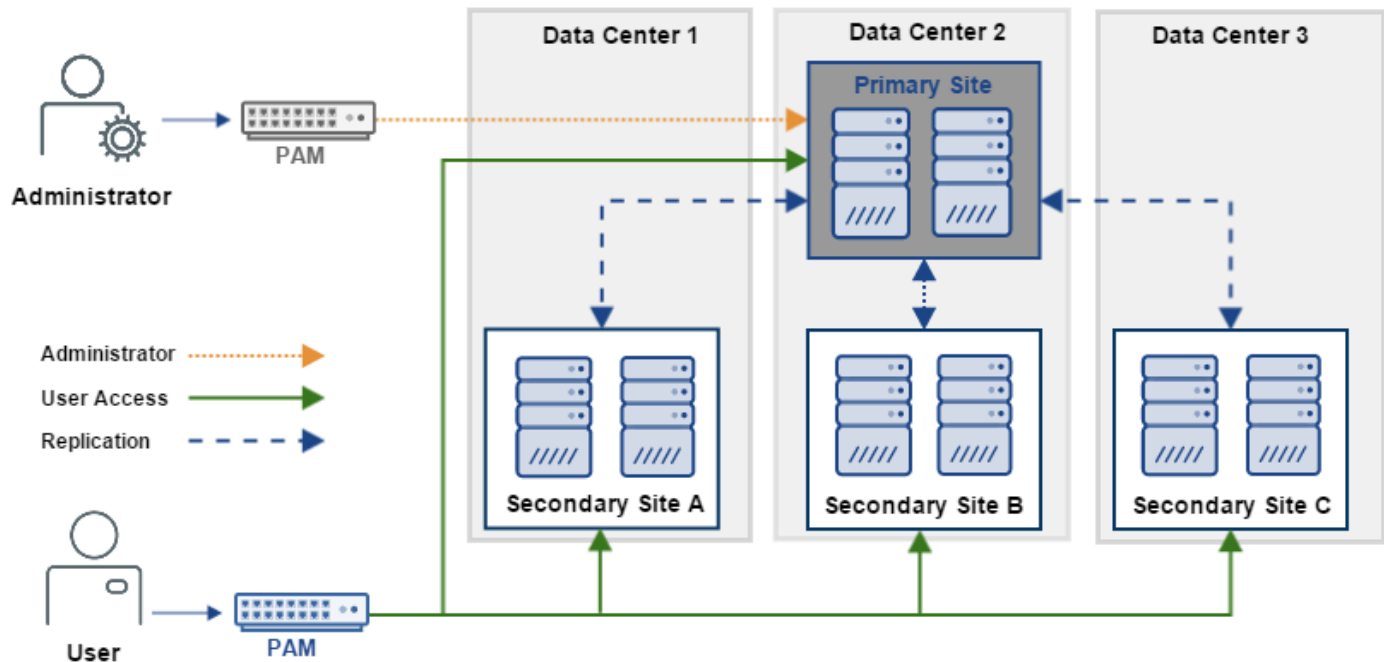 Data Center 1
Data Center 2
Data Center 3
Primary Site
PAM
Administrator
Administrator
User Access
Replication
Secondary Site A
Secondary Site B
Secondary Site C
User
PAM